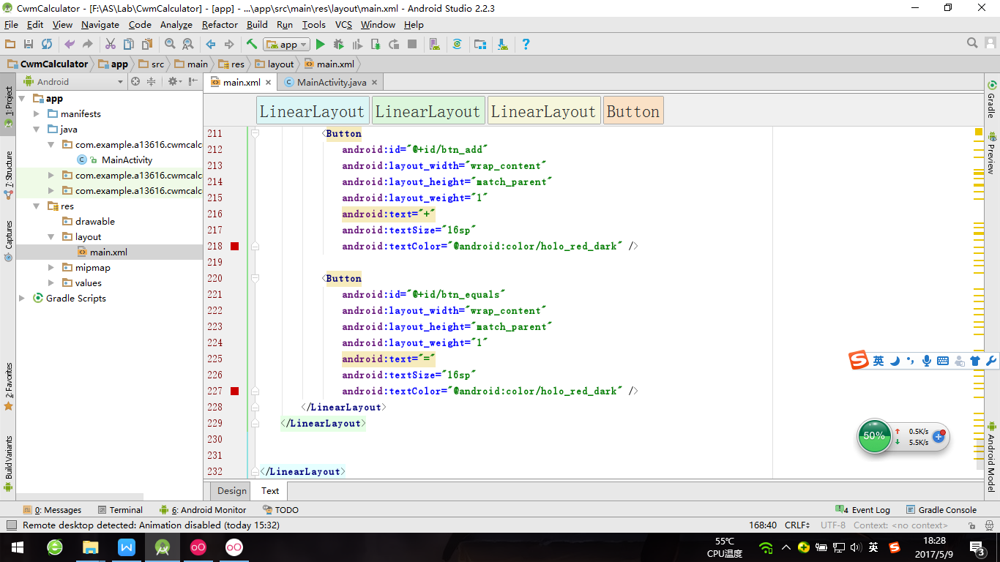 CwmCalculator - [F:\AS\Lab\CwmCalculator] - [app] - ...\app\src\main\res\layout\main.xml - Android Studio 2.2.3
File Edit View Navigate Code Analyze Refactor Build Run Tools VCS Window Help
app
CwmCalculator app src main res layout main.xml
Android
main.xml MainActivity.java
1: Project
7: Structure
Captures
2: Favorites
Build Variants
app
manifests
java
com.example.a13616.cwmcalc
MainActivity
com.example.a13616.cwmcalc
com.example.a13616.cwmcalc
res
drawable
layout
main.xml
mipmap
values
Gradle Scripts
LinearLayout LinearLayout LinearLayout Button
211 <Button
212 android:id="@+id/btn_add"
213 android:layout_width="wrap_content"
214 android:layout_height="match_parent"
215 android:layout_weight="1"
216 android:text="+"
217 android:textSize="16sp"
218 android:textColor="@android:color/holo_red_dark" />
219
220 <Button
221 android:id="@+id/btn_equals"
222 android:layout_width="wrap_content"
223 android:layout_height="match_parent"
224 android:layout_weight="1"
225 android:text="="
226 android:textSize="16sp"
227 android:textColor="@android:color/holo_red_dark" />
228 </LinearLayout>
229 </LinearLayout>
230
231
232 </LinearLayout>
Gradle
Preview
Android Model
S 英
50% 0.5K/s
5.5K/s
Design Text
0: Messages Terminal 6: Android Monitor TODO 4 Event Log Gradle Console
Remote desktop detected: Animation disabled (today 15:32) 168:40 CRLF UTF-8 Context: <no context>
55℃
CPU温度
英
S
18:28
2017/5/9
3